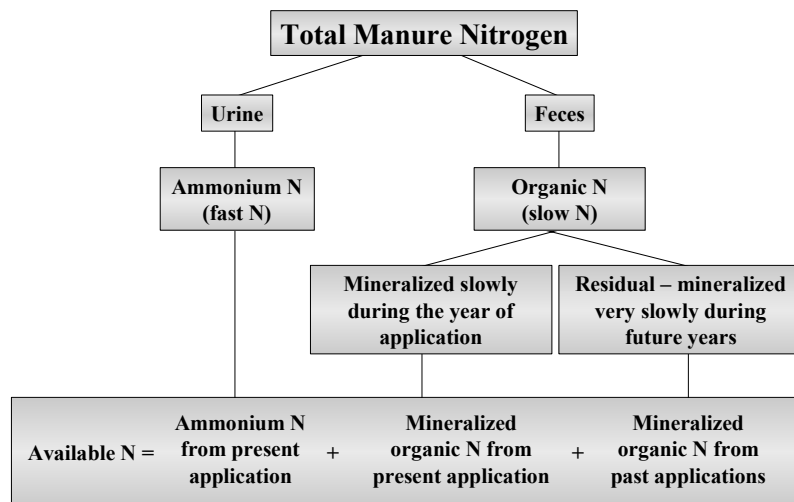 Total Manure Nitrogen
Urine
Feces
Ammonium N
(fast N)
Organic N
(slow N)
Mineralized slowly
during the year of
application
Residual – mineralized
very slowly during
future years
Available N =
Ammonium N
from present
application
+
Mineralized
organic N from
present application
+
Mineralized
organic N from
past applications